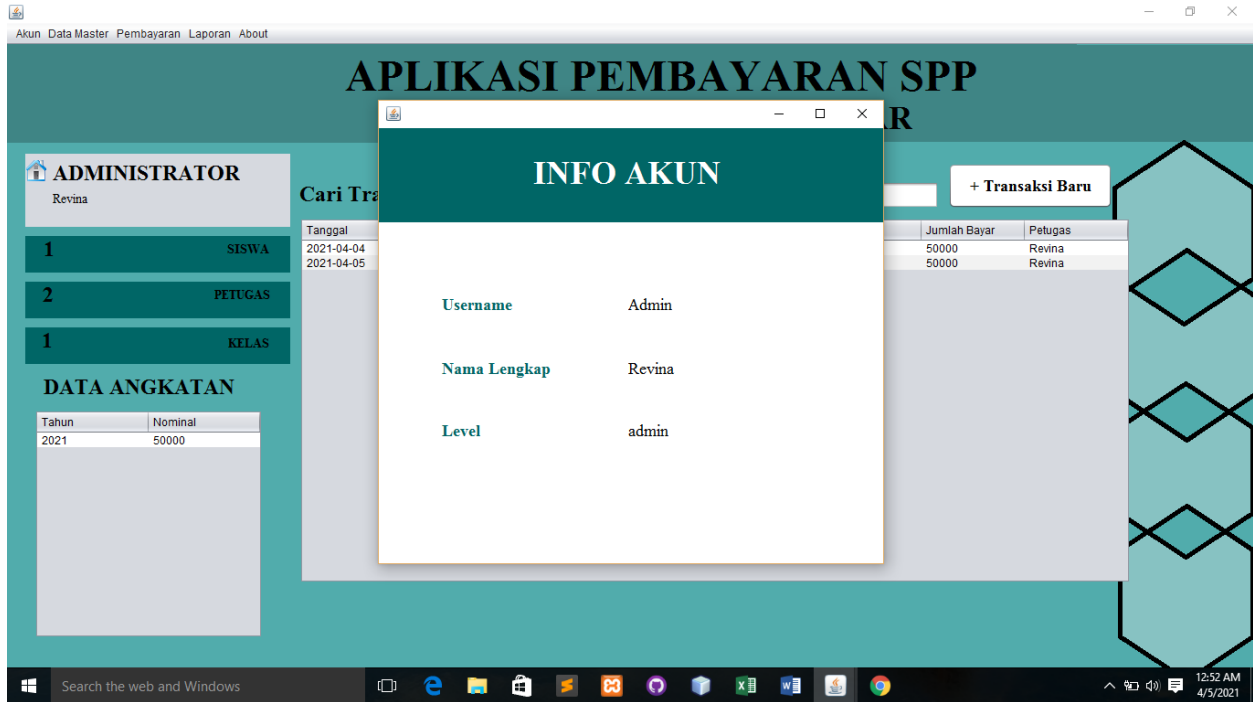 Akun Data Master Pembayaran Laporan About
APLIKASI PEMBAYARAN SPP
INFO AKUN
ADMINISTRATOR
Revina
Cari
+ Transaksi Baru
1 SISWA
2 PETUGAS
1 KELAS
Tanggal Jumlah Bayar Petugas
2021-04-04 50000 Revina
2021-04-05 50000 Revina
Username Admin
Nama Lengkap Revina
Level admin
DATA ANGKATAN
Tahun Nominal
2021 50000
Search the web and Windows
12:52 AM
4/5/2021